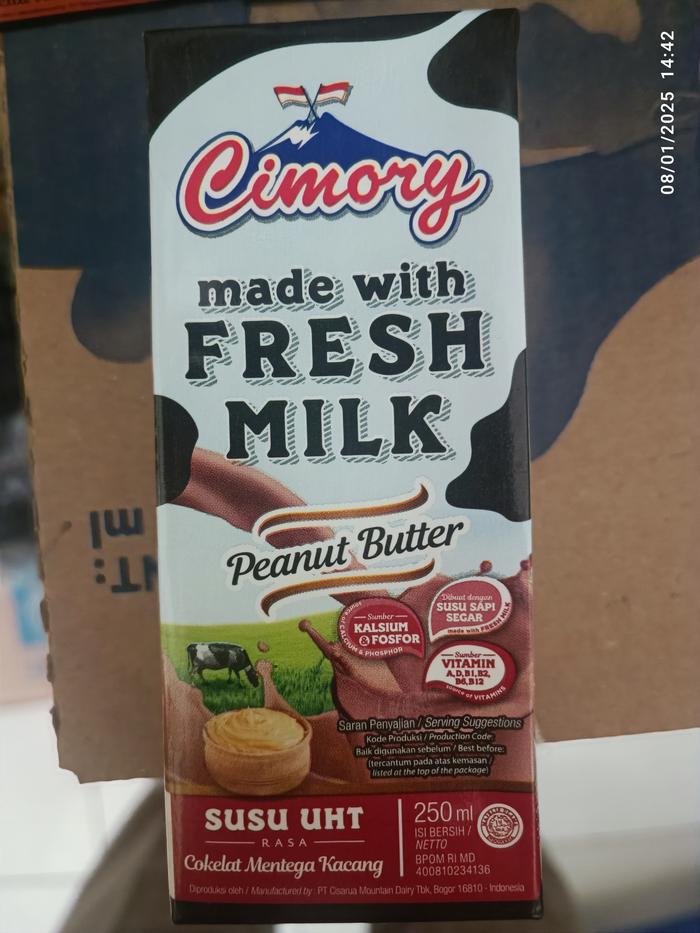 08/01/2025 14:42
Cimory
made with
FRESH
MILK
Peanut Butter
Sumber
KALSIUM
& FOSFOR
source of CALCIUM & PHOSPHOR
Dibuat dengan
SUSU SAPI
SEGAR
made with FRESH MILK
Sumber
VITAMIN
A,D,B1,B2,
B6,B12
source of VITAMINS
Saran Penyajian / Serving Suggestions
Kode Produksi / Production Code:
Baik digunakan sebelum / Best before:
(tercantum pada atas kemasan /
listed at the top of the package)
SUSU UHT
RASA
Cokelat Mentega Kacang
250 ml
ISI BERSIH /
NETTO
BPOM RI MD
400810234136
Diproduksi oleh / Manufactured by: PT Cisarua Mountain Dairy Tbk, Bogor 16810 - Indonesia
ml
NT: